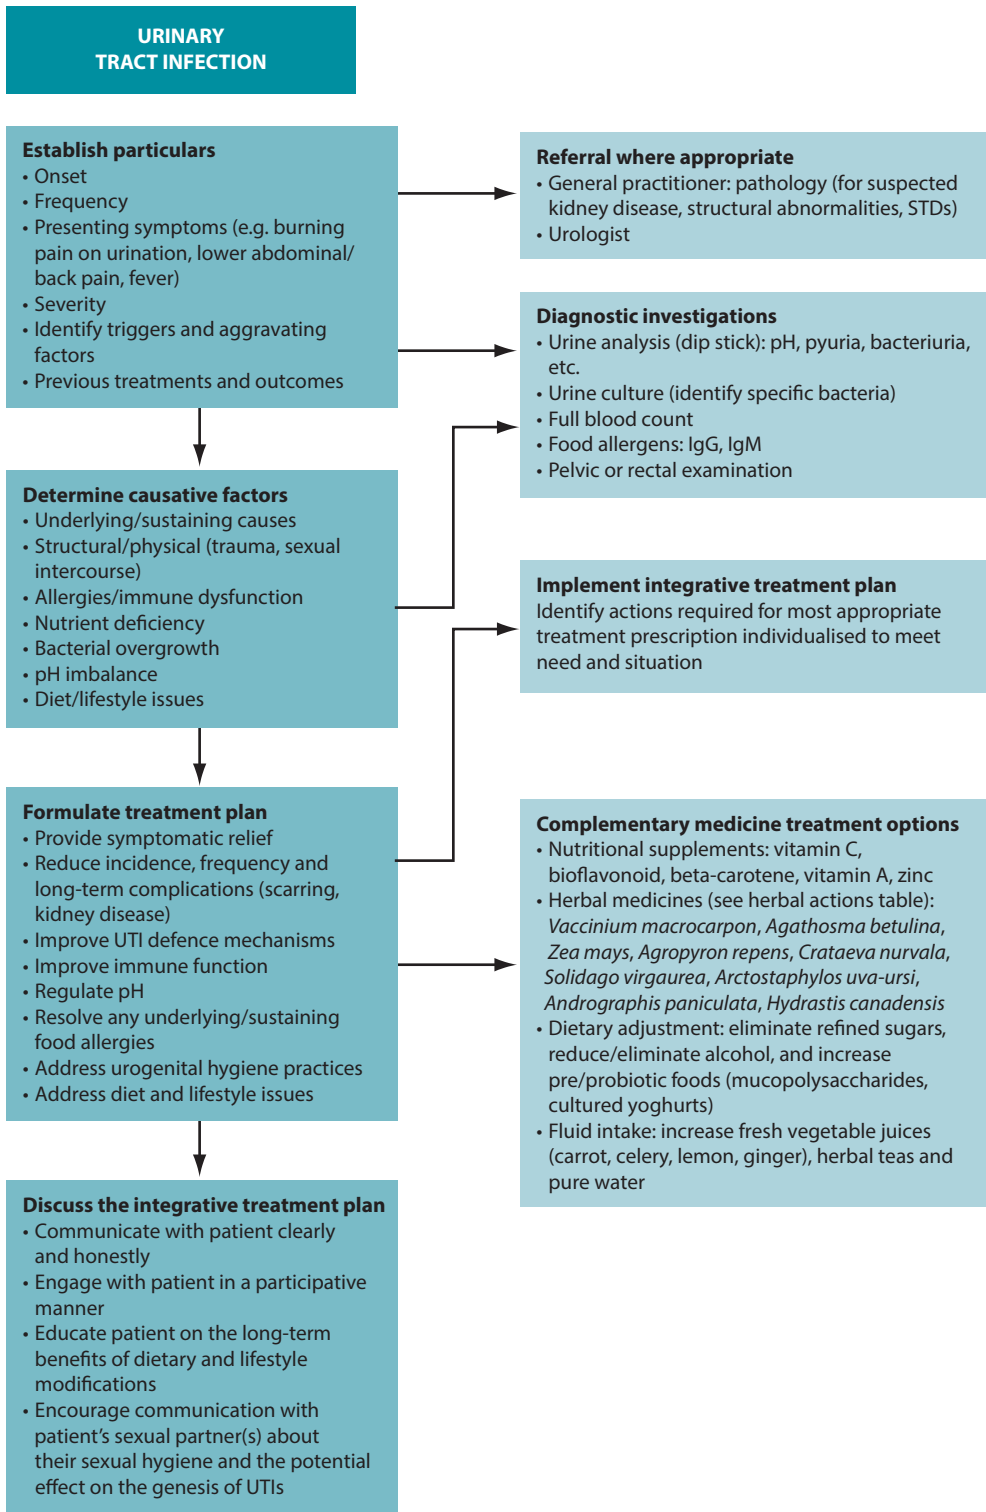 URINARY
TRACT INFECTION
Establish particulars
• Onset
• Frequency
• Presenting symptoms (e.g. burning
pain on urination, lower abdominal/
back pain, fever)
• Severity
• Identify triggers and aggravating
factors
• Previous treatments and outcomes
Referral where appropriate
• General practitioner: pathology (for suspected
kidney disease, structural abnormalities, STDs)
• Urologist
Diagnostic investigations
• Urine analysis (dip stick): pH, pyuria, bacteriuria,
etc.
• Urine culture (identify specific bacteria)
• Full blood count
• Food allergens: IgG, IgM
• Pelvic or rectal examination
Determine causative factors
• Underlying/sustaining causes
• Structural/physical (trauma, sexual
intercourse)
• Allergies/immune dysfunction
• Nutrient deficiency
• Bacterial overgrowth
• pH imbalance
• Diet/lifestyle issues
Implement integrative treatment plan
Identify actions required for most appropriate
treatment prescription individualised to meet
need and situation
Formulate treatment plan
• Provide symptomatic relief
• Reduce incidence, frequency and
long-term complications (scarring,
kidney disease)
• Improve UTI defence mechanisms
• Improve immune function
• Regulate pH
• Resolve any underlying/sustaining
food allergies
• Address urogenital hygiene practices
• Address diet and lifestyle issues
Complementary medicine treatment options
• Nutritional supplements: vitamin C,
bioflavonoid, beta-carotene, vitamin A, zinc
• Herbal medicines (see herbal actions table):
Vaccinium macrocarpon, Agathosma betulina,
Zea mays, Agropyron repens, Crataeva nurvala,
Solidago virgaurea, Arctostaphylos uva-ursi,
Andrographis paniculata, Hydrastis canadensis
• Dietary adjustment: eliminate refined sugars,
reduce/eliminate alcohol, and increase
pre/probiotic foods (mucopolysaccharides,
cultured yoghurts)
• Fluid intake: increase fresh vegetable juices
(carrot, celery, lemon, ginger), herbal teas and
pure water
Discuss the integrative treatment plan
• Communicate with patient clearly
and honestly
• Engage with patient in a participative
manner
• Educate patient on the long-term
benefits of dietary and lifestyle
modifications
• Encourage communication with
patient's sexual partner(s) about
their sexual hygiene and the potential
effect on the genesis of UTIs